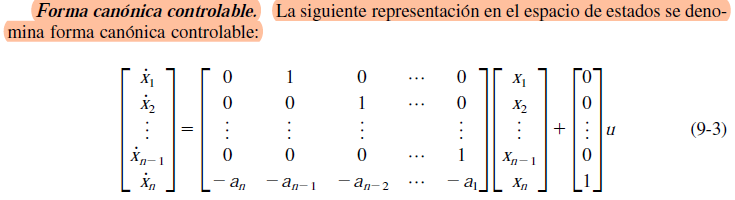 Forma canónica controlable. La siguiente representación en el espacio de estados se deno-
mina forma canónica controlable:
ẋ₁ 0 1 0 ⋯ 0 x₁ 0
ẋ₂ 0 0 1 ⋯ 0 x₂ 0
⋮ = ⋮ ⋮ ⋮ ⋮ ⋮ + ⋮ u (9-3)
ẋₙ₋₁ 0 0 0 ⋯ 1 xₙ₋₁ 0
ẋₙ −aₙ −aₙ₋₁ −aₙ₋₂ ⋯ −a₁ xₙ 1